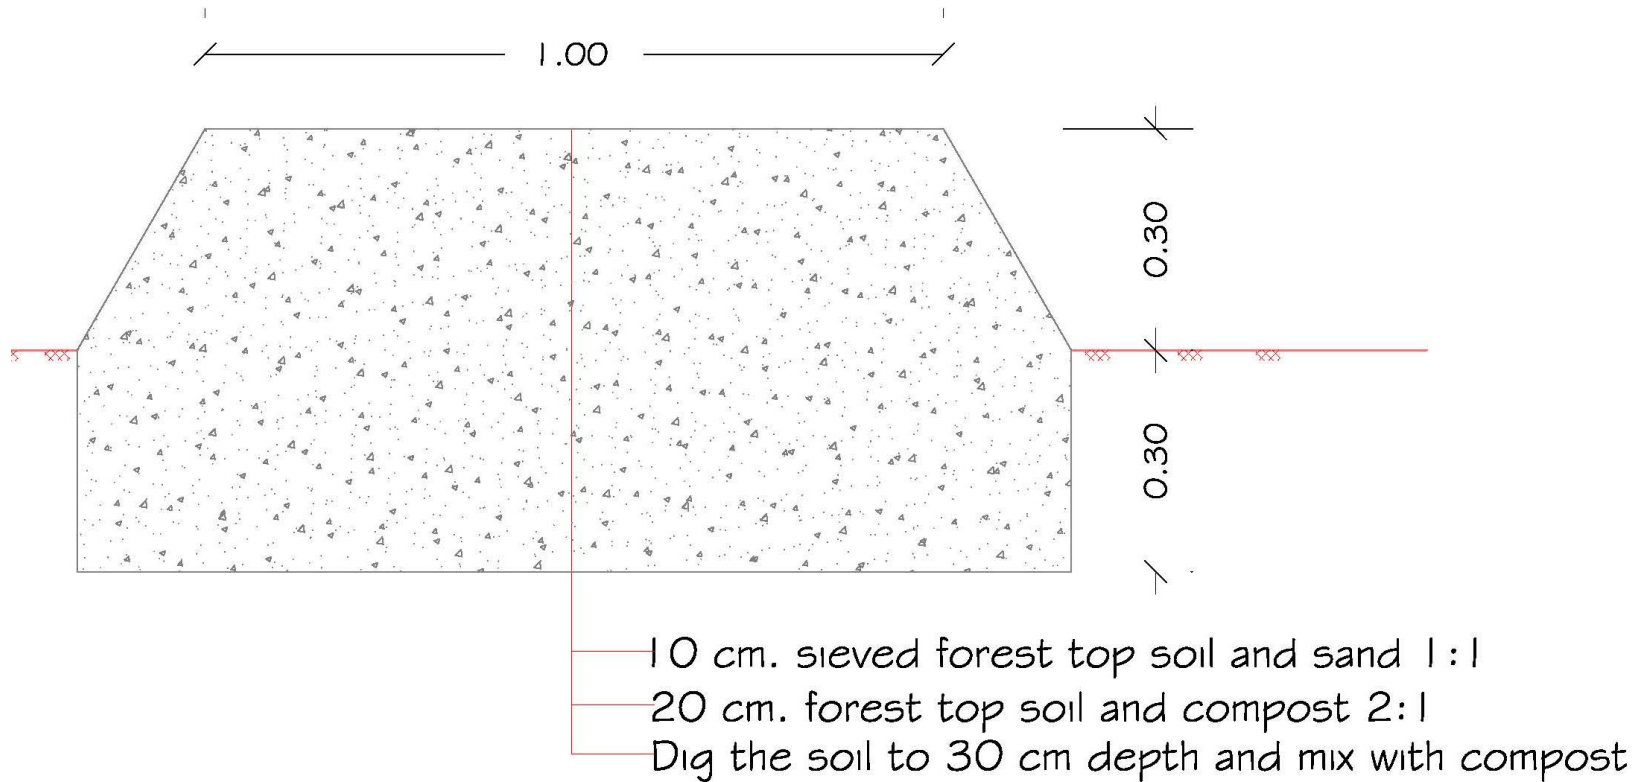 1.00
0.30
0.30
10 cm. sieved forest top soil and sand 1:1
20 cm. forest top soil and compost 2:1
Dig the soil to 30 cm depth and mix with compost